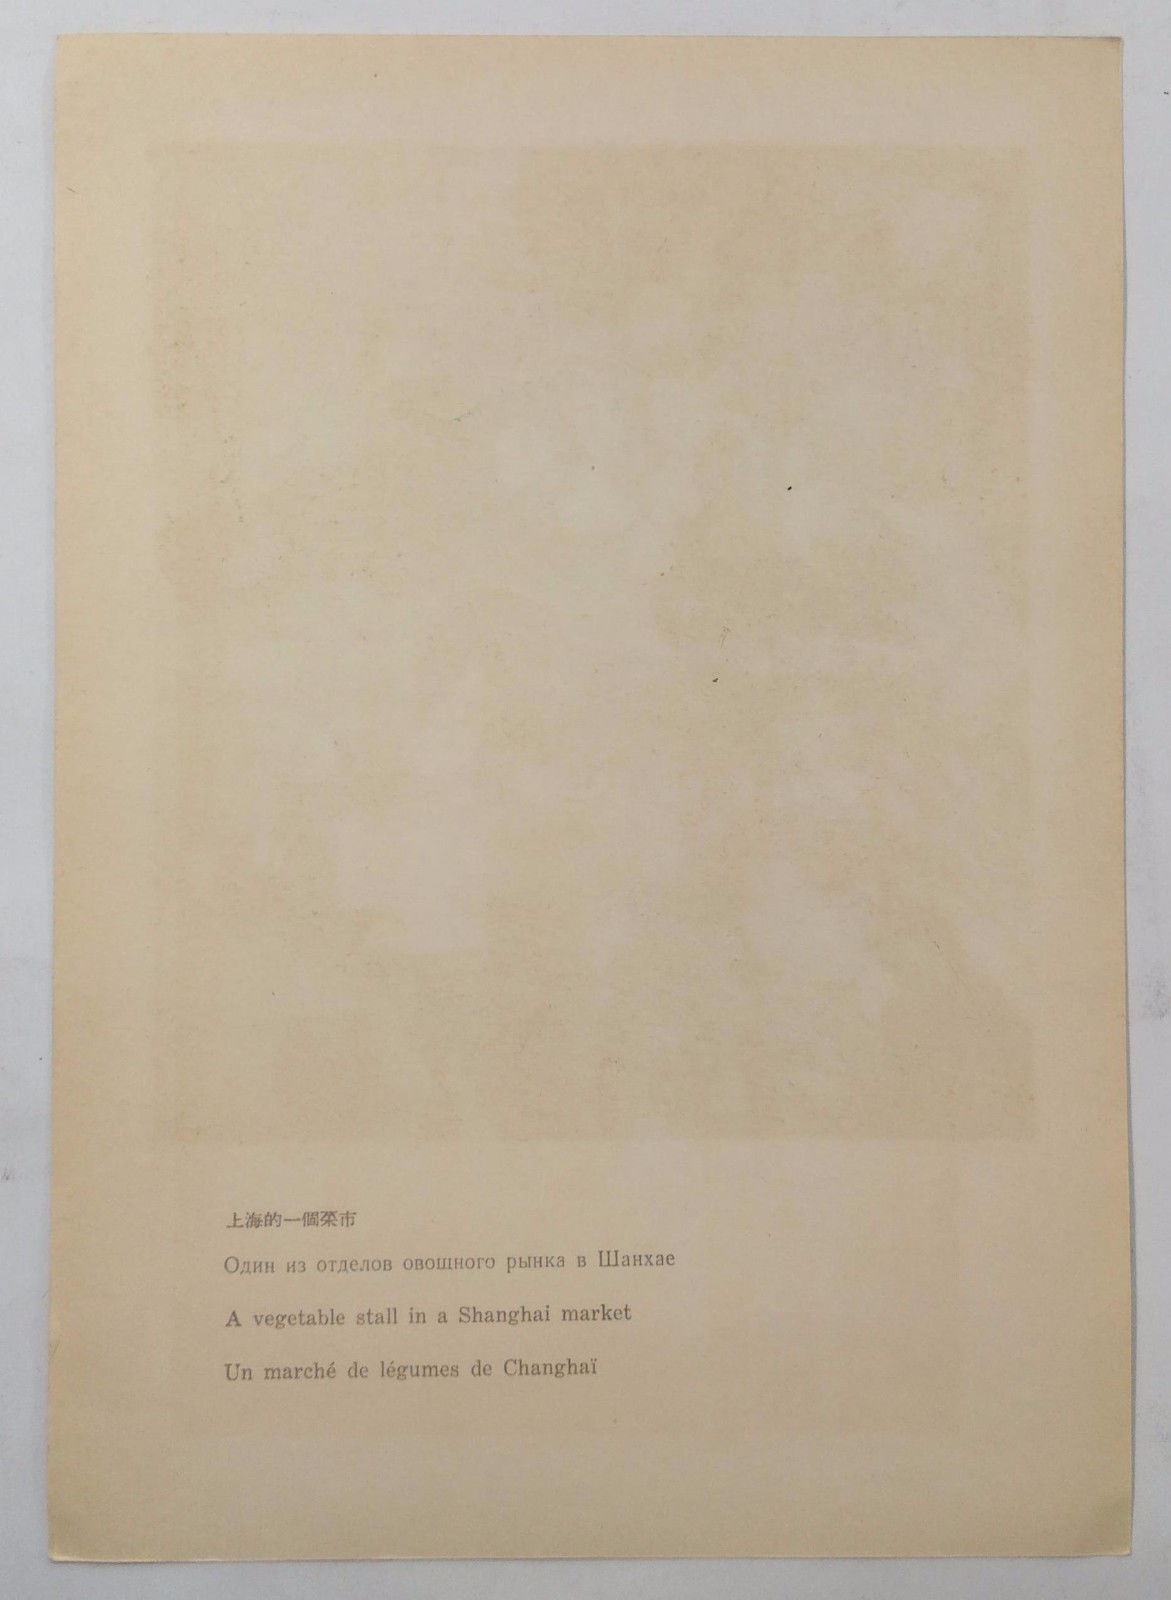 上海的一個菜市
Один из отделов овошного рынка в Шанхае
A vegetable stall in a Shanghai market
Un marché de légumes de Changhaï